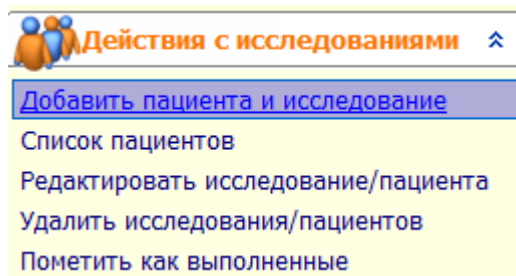 Действия с исследованиями
Добавить пациента и исследование
Список пациентов
Редактировать исследование/пациента
Удалить исследования/пациентов
Пометить как выполненные